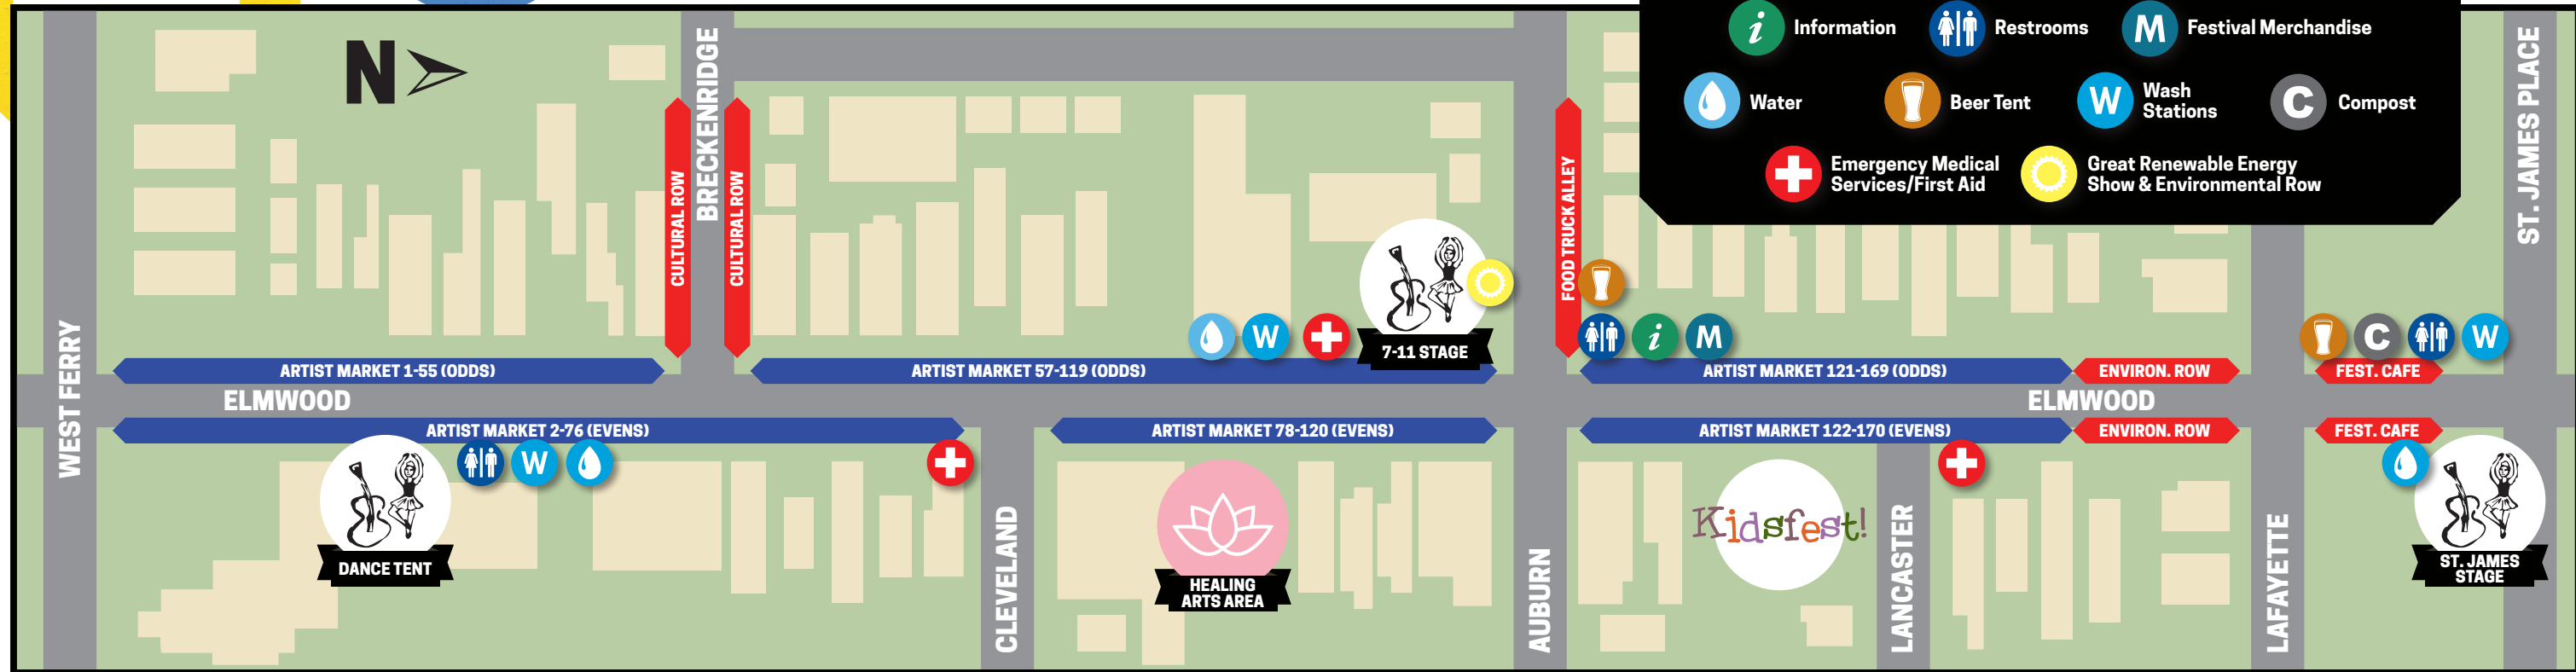 N
i Information
Restrooms
M Festival Merchandise
Water
Beer Tent
W Wash
Stations
C Compost
Emergency Medical
Services/First Aid
Great Renewable Energy
Show & Environmental Row
WEST FERRY
CULTURAL ROW
BRECKENRIDGE
CULTURAL ROW
FOOD TRUCK ALLEY
ST. JAMES PLACE
W
7-11 STAGE
i
M
C
W
ARTIST MARKET 1-55 (ODDS)
ARTIST MARKET 57-119 (ODDS)
ARTIST MARKET 121-169 (ODDS)
ENVIRON. ROW
FEST. CAFE
ELMWOOD
ELMWOOD
ARTIST MARKET 2-76 (EVENS)
ARTIST MARKET 78-120 (EVENS)
ARTIST MARKET 122-170 (EVENS)
ENVIRON. ROW
FEST. CAFE
W
DANCE TENT
CLEVELAND
HEALING
ARTS AREA
AUBURN
Kidsfest!
LANCASTER
LAFAYETTE
ST. JAMES
STAGE